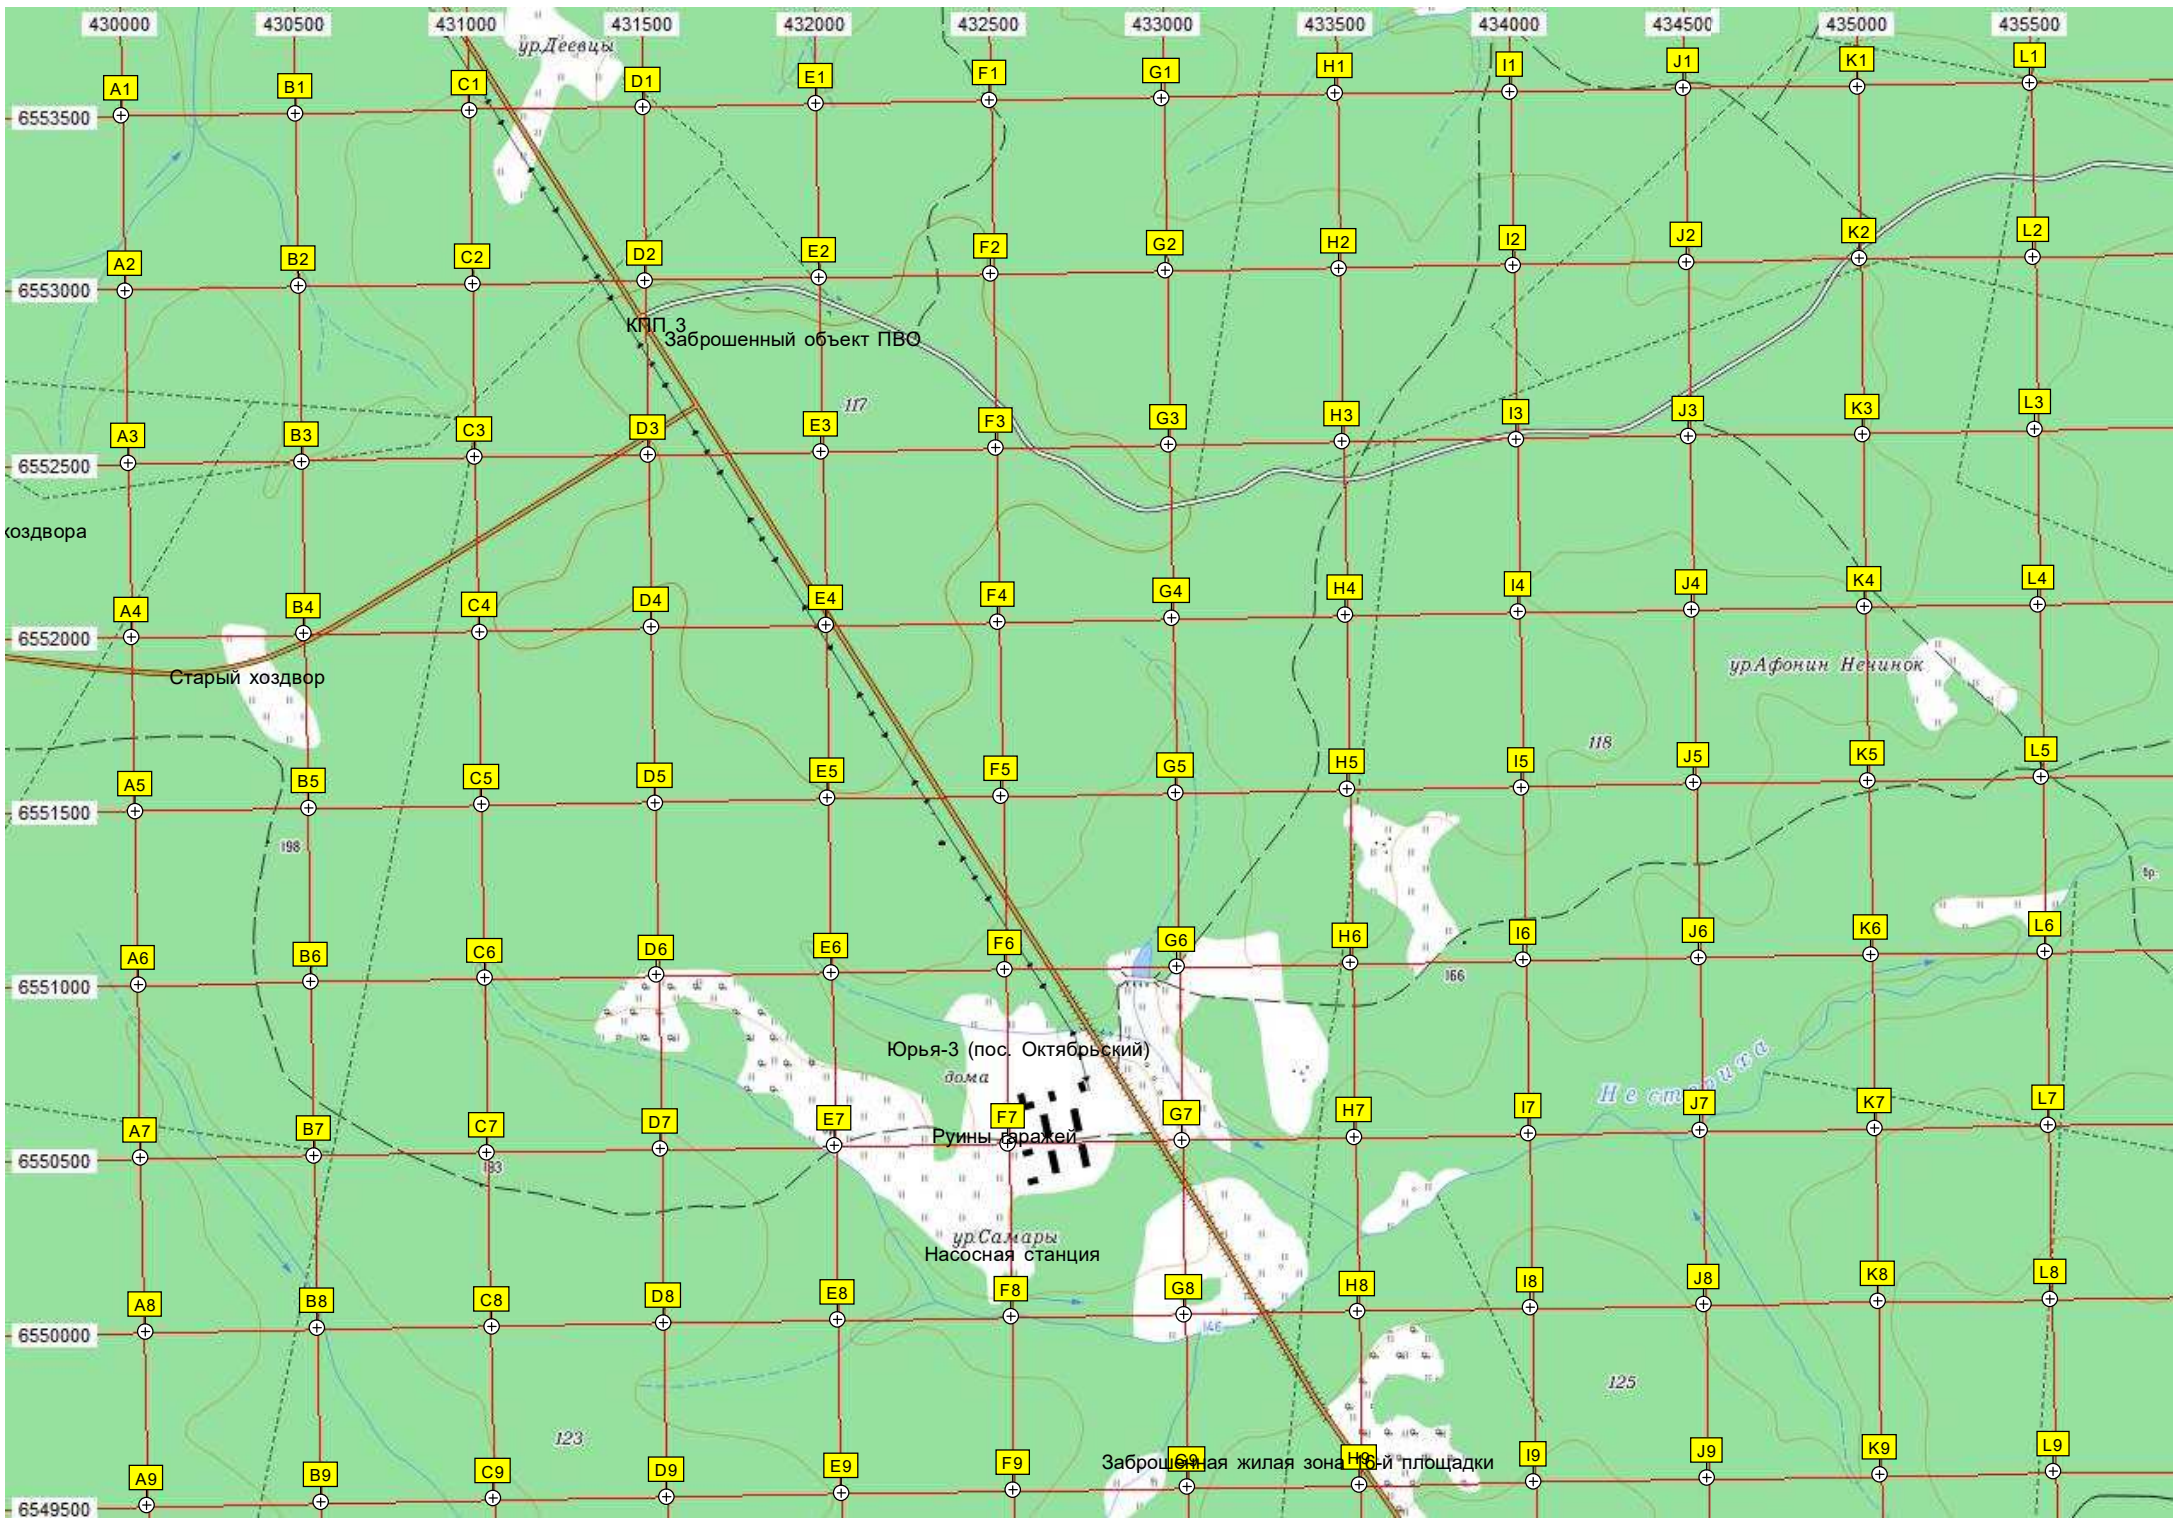 430000 430500 431000 431500 432000 432500 433000 433500 434000 434500 435000 435500
ур.Деевцы
A1 B1 C1 D1 E1 F1 G1 H1 I1 J1 K1 L1
6553500
A2 B2 C2 D2 E2 F2 G2 H2 I2 J2 K2 L2
6553000
КПП 3
Заброшенный объект ПВО
117
A3 B3 C3 D3 E3 F3 G3 H3 I3 J3 K3 L3
6552500
хоздвора
A4 B4 C4 D4 E4 F4 G4 H4 I4 J4 K4 L4
6552000
ур.Афонин Нечинок
Старый хоздвор
118
A5 B5 C5 D5 E5 F5 G5 H5 I5 J5 K5 L5
6551500
198
бр.
A6 B6 C6 D6 E6 F6 G6 H6 I6 J6 K6 L6
166
6551000
Юрья-3 (пос. Октябрьский)
дома
A7 B7 C7 D7 E7 F7 G7 H7 I7 J7 K7 L7
Руины гаражей
6550500
183
ур.Самары
Насосная станция
A8 B8 C8 D8 E8 F8 G8 H8 I8 J8 K8 L8
146
6550000
125
123
Заброшенная жилая зона 16-й площадки
A9 B9 C9 D9 E9 F9 G9 H9 I9 J9 K9 L9
6549500